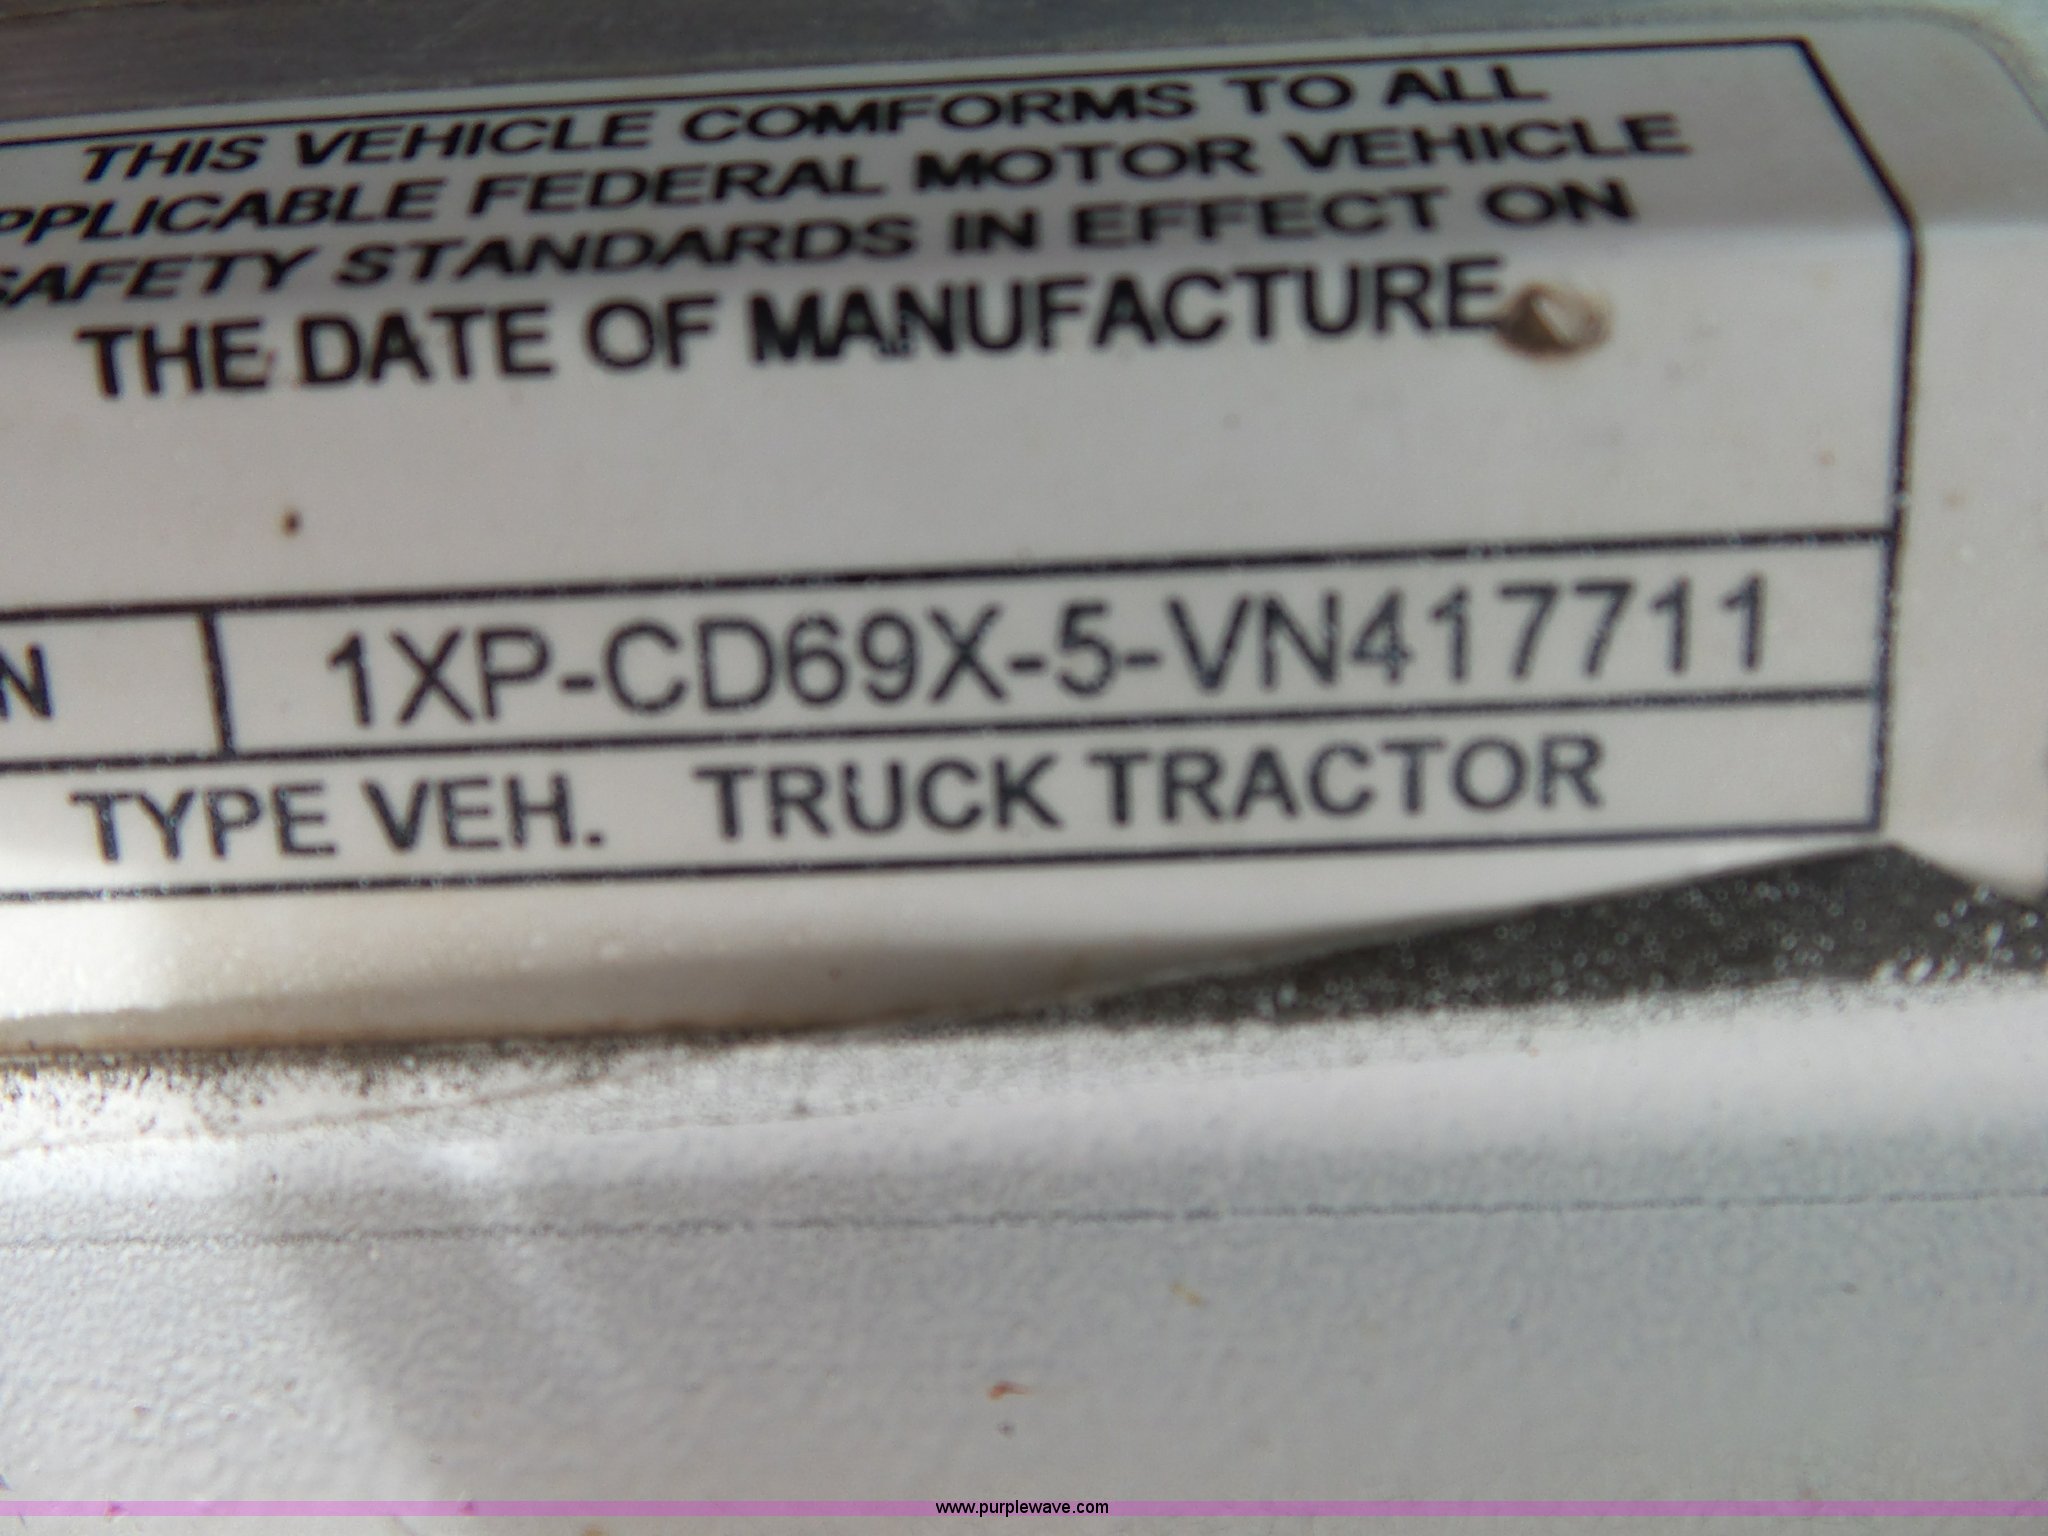 THIS VEHICLE COMFORMS TO ALL
PPLICABLE FEDERAL MOTOR VEHICLE
SAFETY STANDARDS IN EFFECT ON
THE DATE OF MANUFACTURE
N 1XP-CD69X-5-VN417711
TYPE VEH. TRUCK TRACTOR
www.purplewave.com